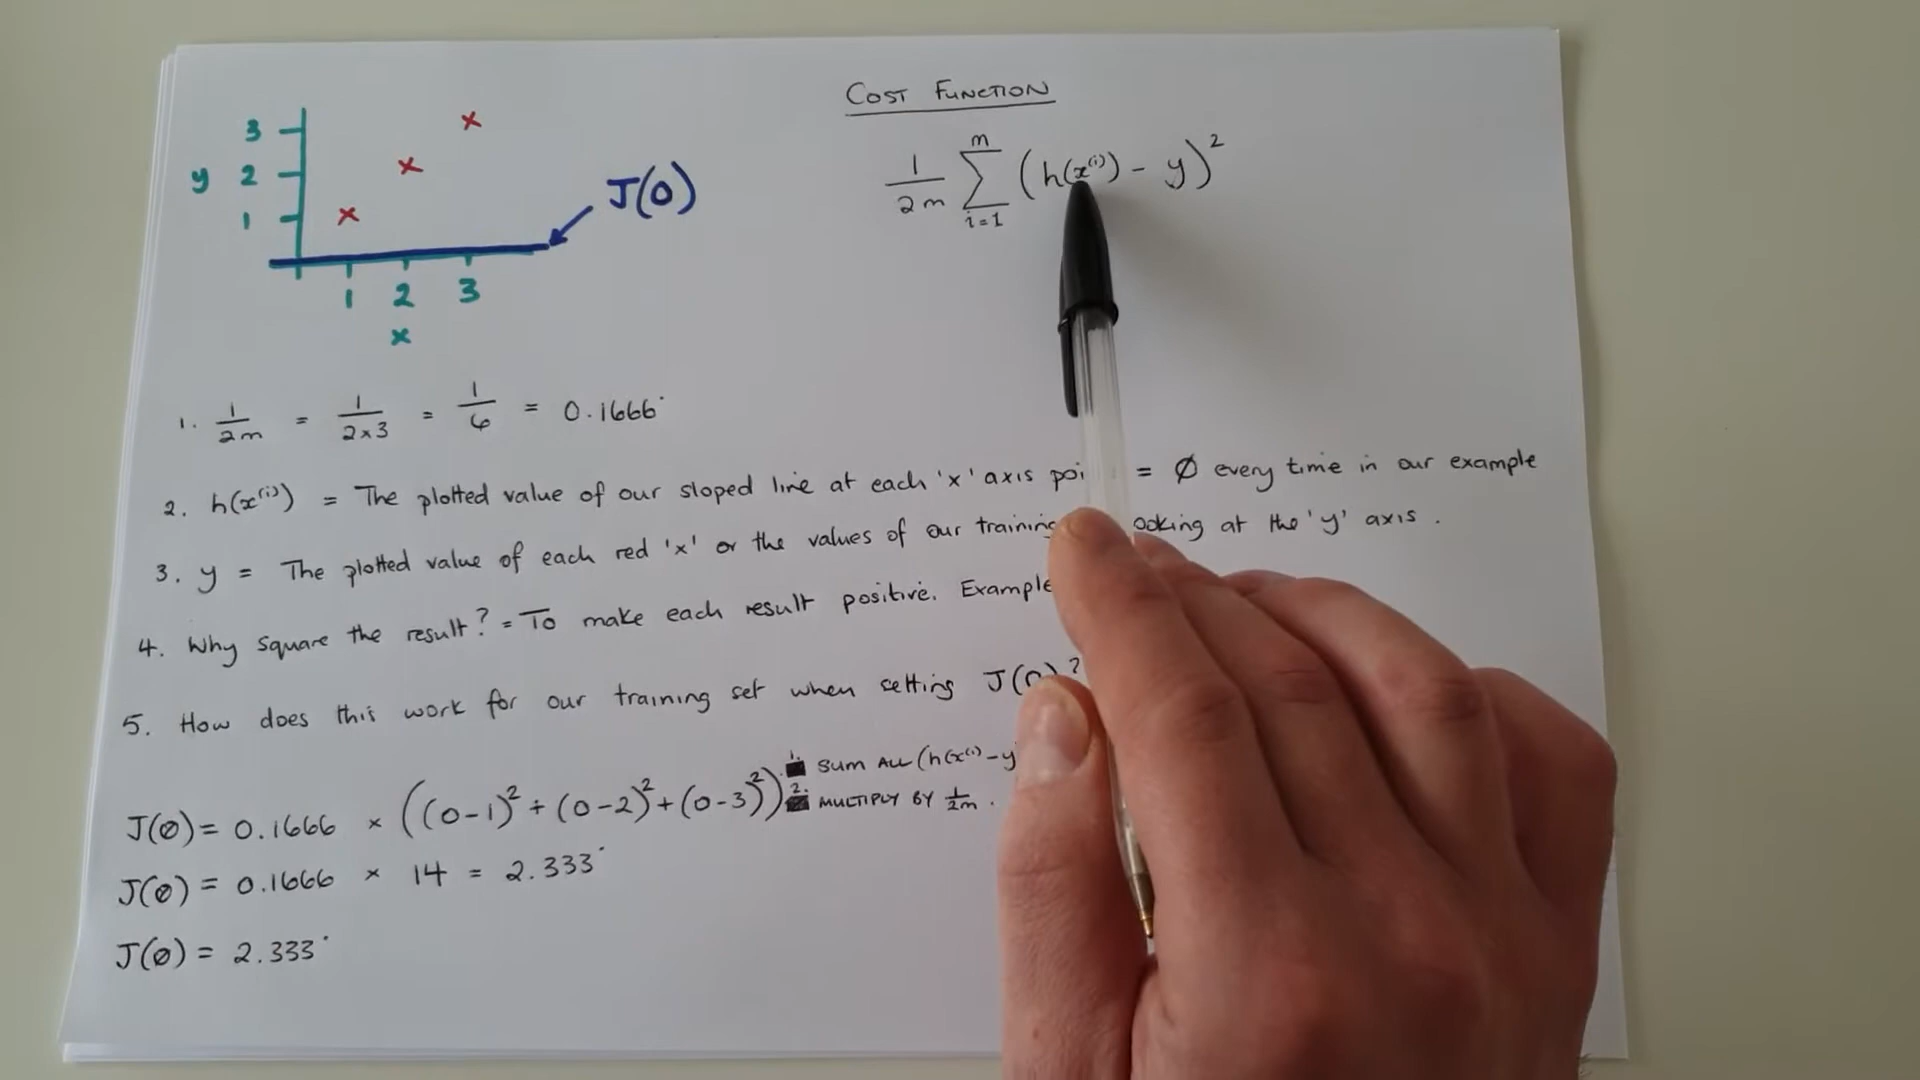 COST FUNCTION
3
y 2
1
1 2 3
x
J(0)
1/2m m∑i=1 (h(x⁽ⁱ⁾) - y)²
1. 1/2m = 1/2x3 = 1/6 = 0.1666˙
2. h(x⁽ⁱ⁾) = The plotted value of our sloped line at each 'x' axis = Ø every time in our example
3. y = The plotted value of each red 'x' or the values of our at the 'y' axis .
4. Why square the result? = To make each result positive.
5. How does this work for our training set when setting J(0)?
J(Ø) = 0.1666 × ((0-1)² + (0-2)² + (0-3)²)
1. SUM ALL (h(x⁽ⁱ⁾ - y
2. MULTIPLY BY 1/2m .
J(Ø) = 0.1666 × 14 = 2.333˙
J(Ø) = 2.333˙